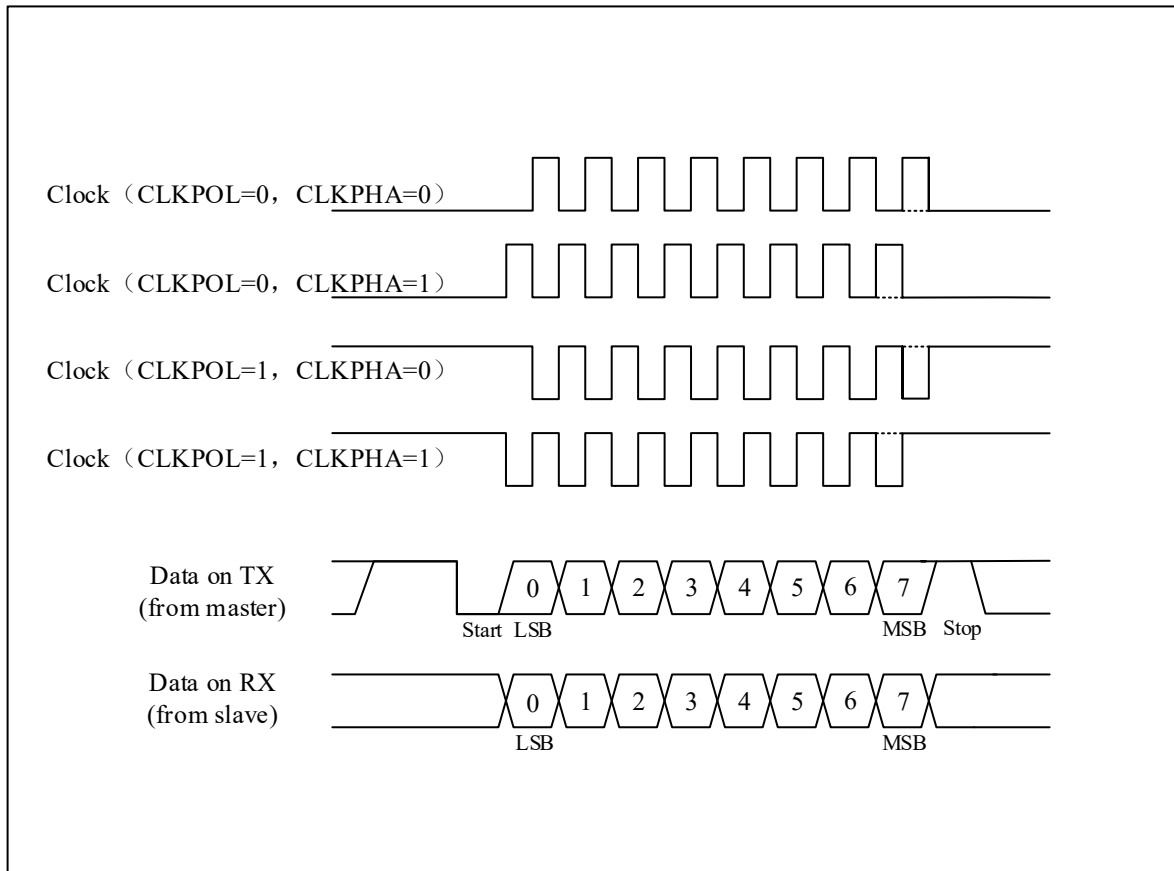 Clock（CLKPOL=0，CLKPHA=0）
Clock（CLKPOL=0，CLKPHA=1）
Clock（CLKPOL=1，CLKPHA=0）
Clock（CLKPOL=1，CLKPHA=1）
Data on TX
(from master)
0 1 2 3 4 5 6 7
Start LSB MSB Stop
Data on RX
(from slave)
0 1 2 3 4 5 6 7
LSB MSB